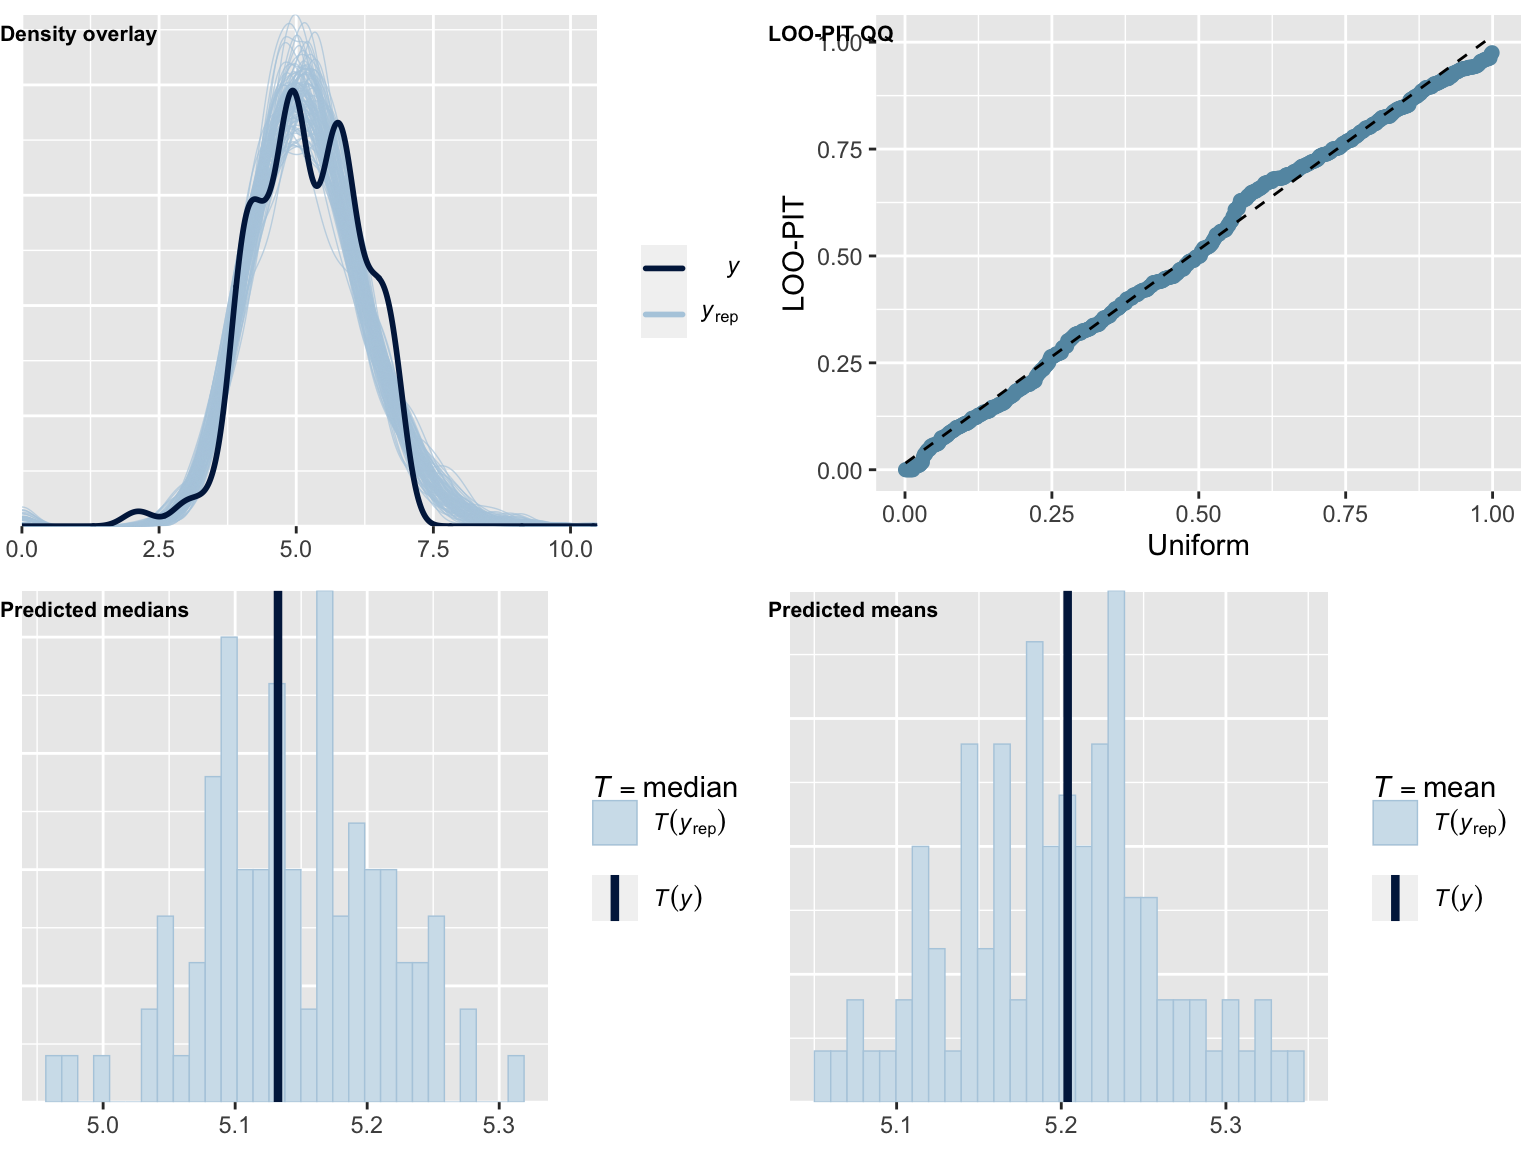 Density overlay
y
yrep
0.0 2.5 5.0 7.5 10.0
LOO-PIT QQ
1.00
0.75
0.50
0.25
0.00
LOO-PIT
0.00 0.25 0.50 0.75 1.00
Uniform
Predicted medians
T = median
T(yrep)
T(y)
5.0 5.1 5.2 5.3
Predicted means
T = mean
T(yrep)
T(y)
5.1 5.2 5.3